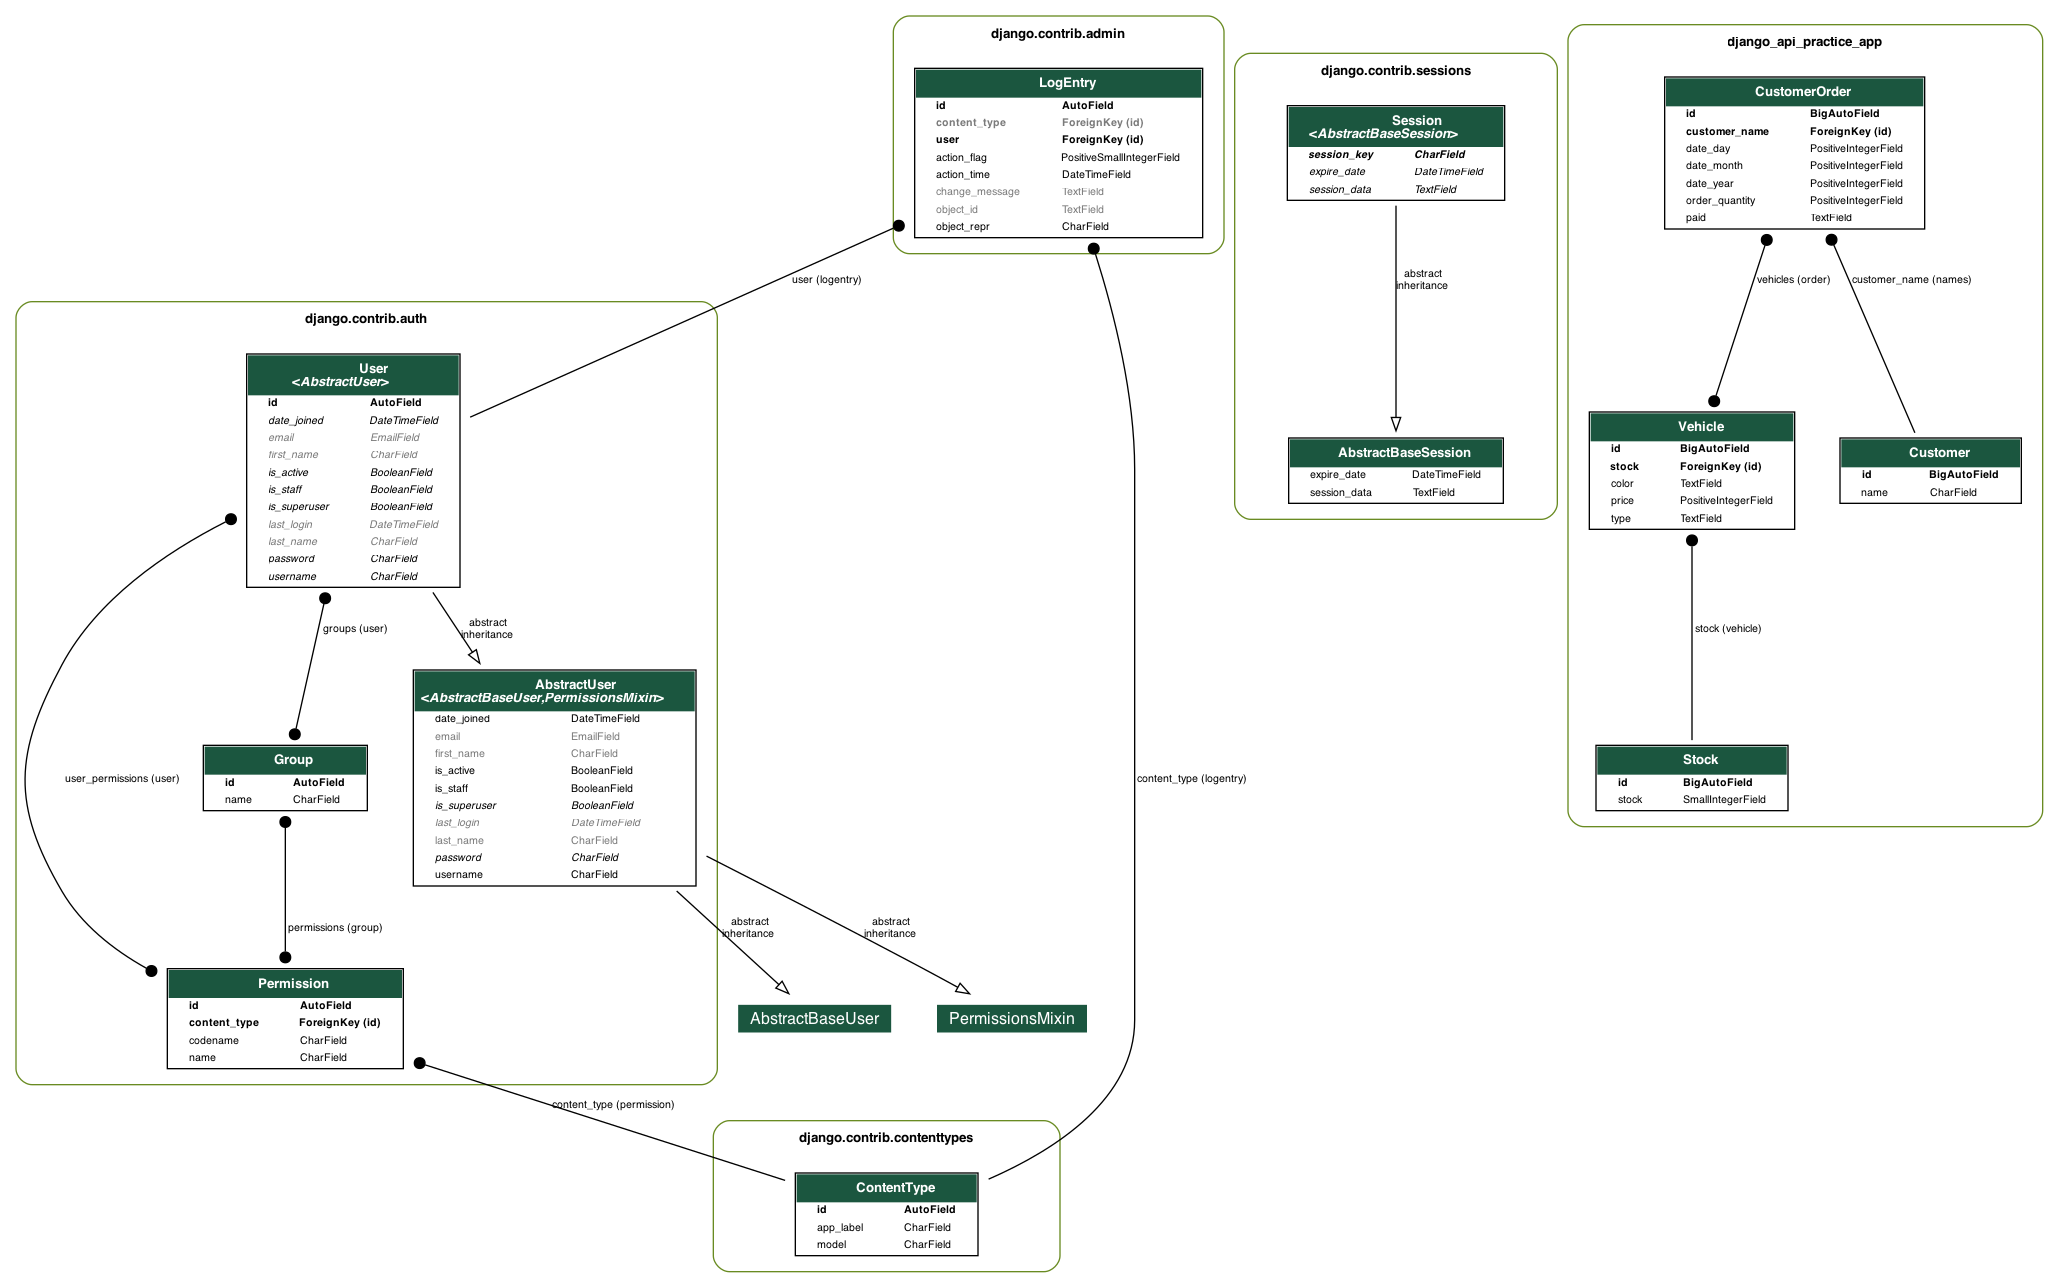 django.contrib.admin
LogEntry
id AutoField
content_type ForeignKey (id)
user ForeignKey (id)
action_flag PositiveSmallIntegerField
action_time DateTimeField
change_message TextField
object_id TextField
object_repr CharField
django.contrib.sessions
Session
<AbstractBaseSession>
session_key CharField
expire_date DateTimeField
session_data TextField
abstract
inheritance
AbstractBaseSession
expire_date DateTimeField
session_data TextField
django_api_practice_app
CustomerOrder
id BigAutoField
customer_name ForeignKey (id)
date_day PositiveIntegerField
date_month PositiveIntegerField
date_year PositiveIntegerField
order_quantity PositiveIntegerField
paid TextField
vehicles (order)
customer_name (names)
Vehicle
id BigAutoField
stock ForeignKey (id)
color TextField
price PositiveIntegerField
type TextField
Customer
id BigAutoField
name CharField
stock (vehicle)
Stock
id BigAutoField
stock SmallIntegerField
user (logentry)
django.contrib.auth
User
<AbstractUser>
id AutoField
date_joined DateTimeField
email EmailField
first_name CharField
is_active BooleanField
is_staff BooleanField
is_superuser BooleanField
last_login DateTimeField
last_name CharField
password CharField
username CharField
groups (user)
abstract
inheritance
AbstractUser
<AbstractBaseUser,PermissionsMixin>
date_joined DateTimeField
email EmailField
first_name CharField
is_active BooleanField
is_staff BooleanField
is_superuser BooleanField
last_login DateTimeField
last_name CharField
password CharField
username CharField
Group
id AutoField
name CharField
user_permissions (user)
content_type (logentry)
permissions (group)
abstract
inheritance
abstract
inheritance
Permission
id AutoField
content_type ForeignKey (id)
codename CharField
name CharField
AbstractBaseUser
PermissionsMixin
content_type (permission)
django.contrib.contenttypes
ContentType
id AutoField
app_label CharField
model CharField